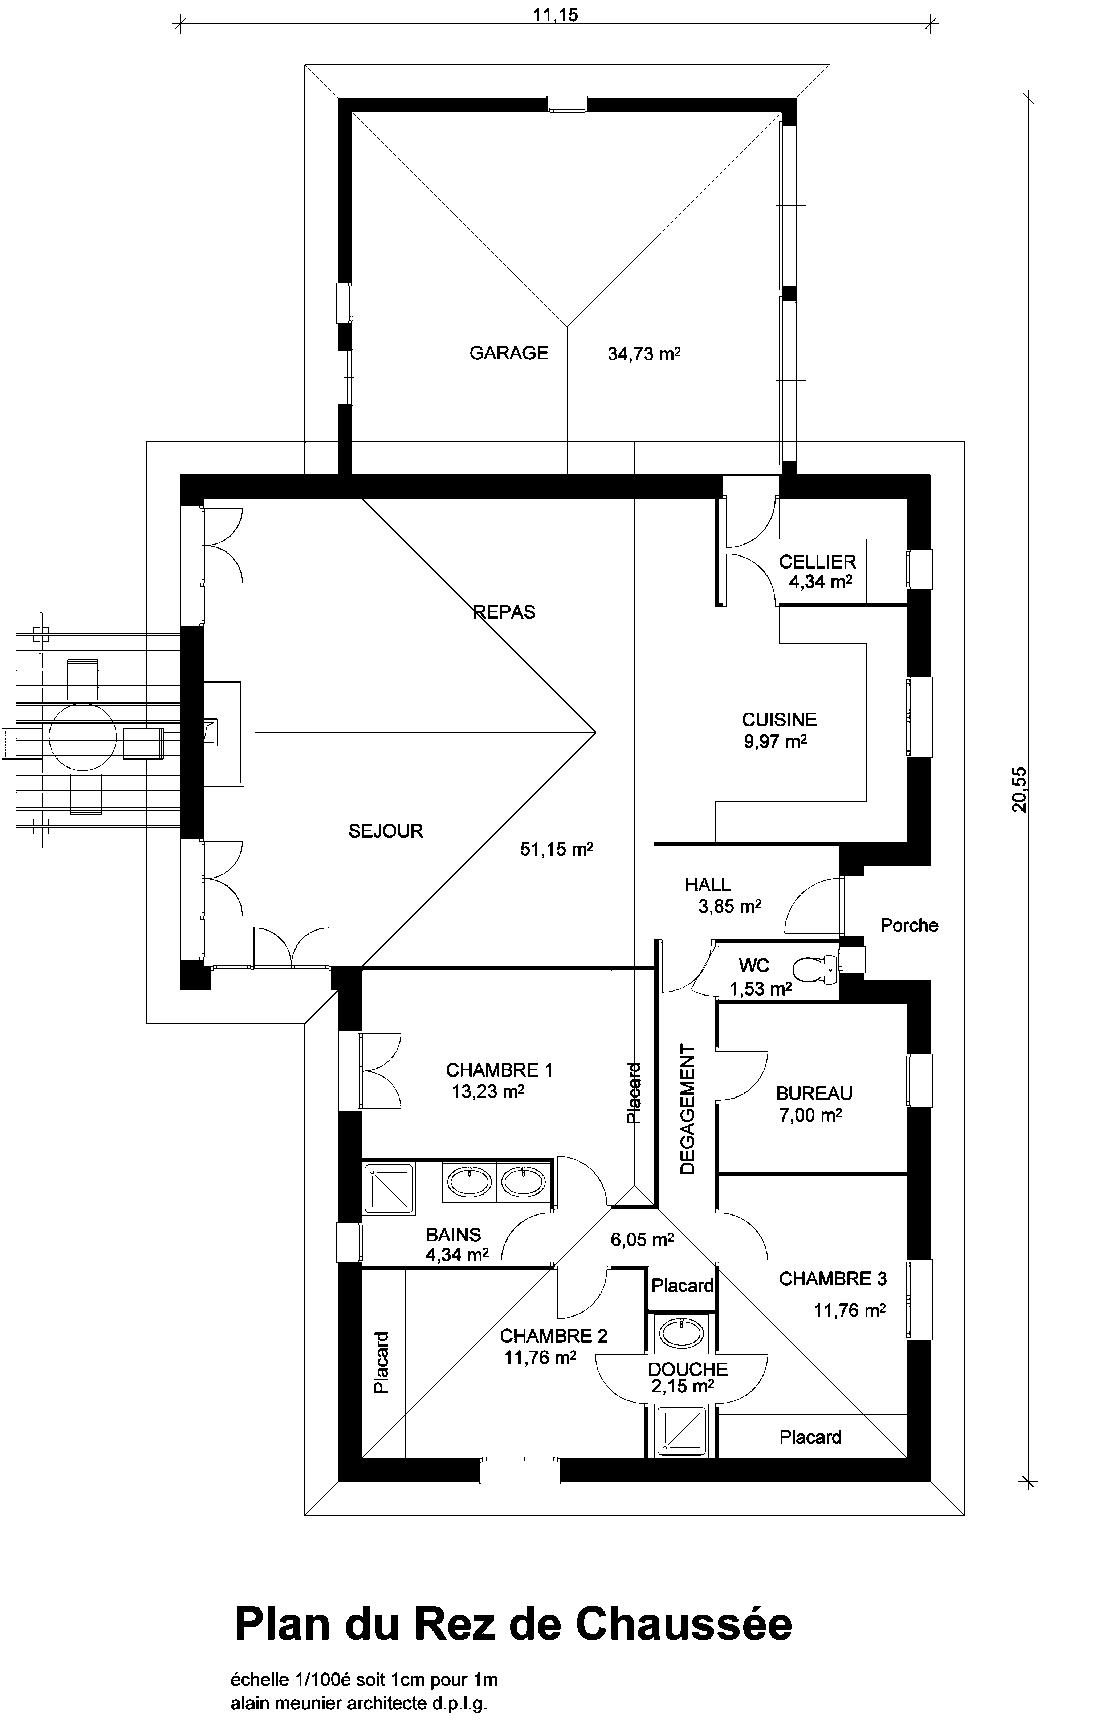 11,15
GARAGE 34,73 m²
CELLIER
4,34 m²
REPAS
CUISINE
9,97 m²
20,55
SEJOUR
51,15 m²
HALL
3,85 m²
Porche
WC
1,53 m²
CHAMBRE 1
13,23 m²
Placard
DEGAGEMENT
BUREAU
7,00 m²
BAINS
4,34 m²
6,05 m²
Placard
CHAMBRE 3
11,76 m²
CHAMBRE 2
11,76 m²
Placard
DOUCHE
2,15 m²
Placard
Plan du Rez de Chaussée
échelle 1/100é soit 1cm pour 1m
alain meunier architecte d.p.l.g.